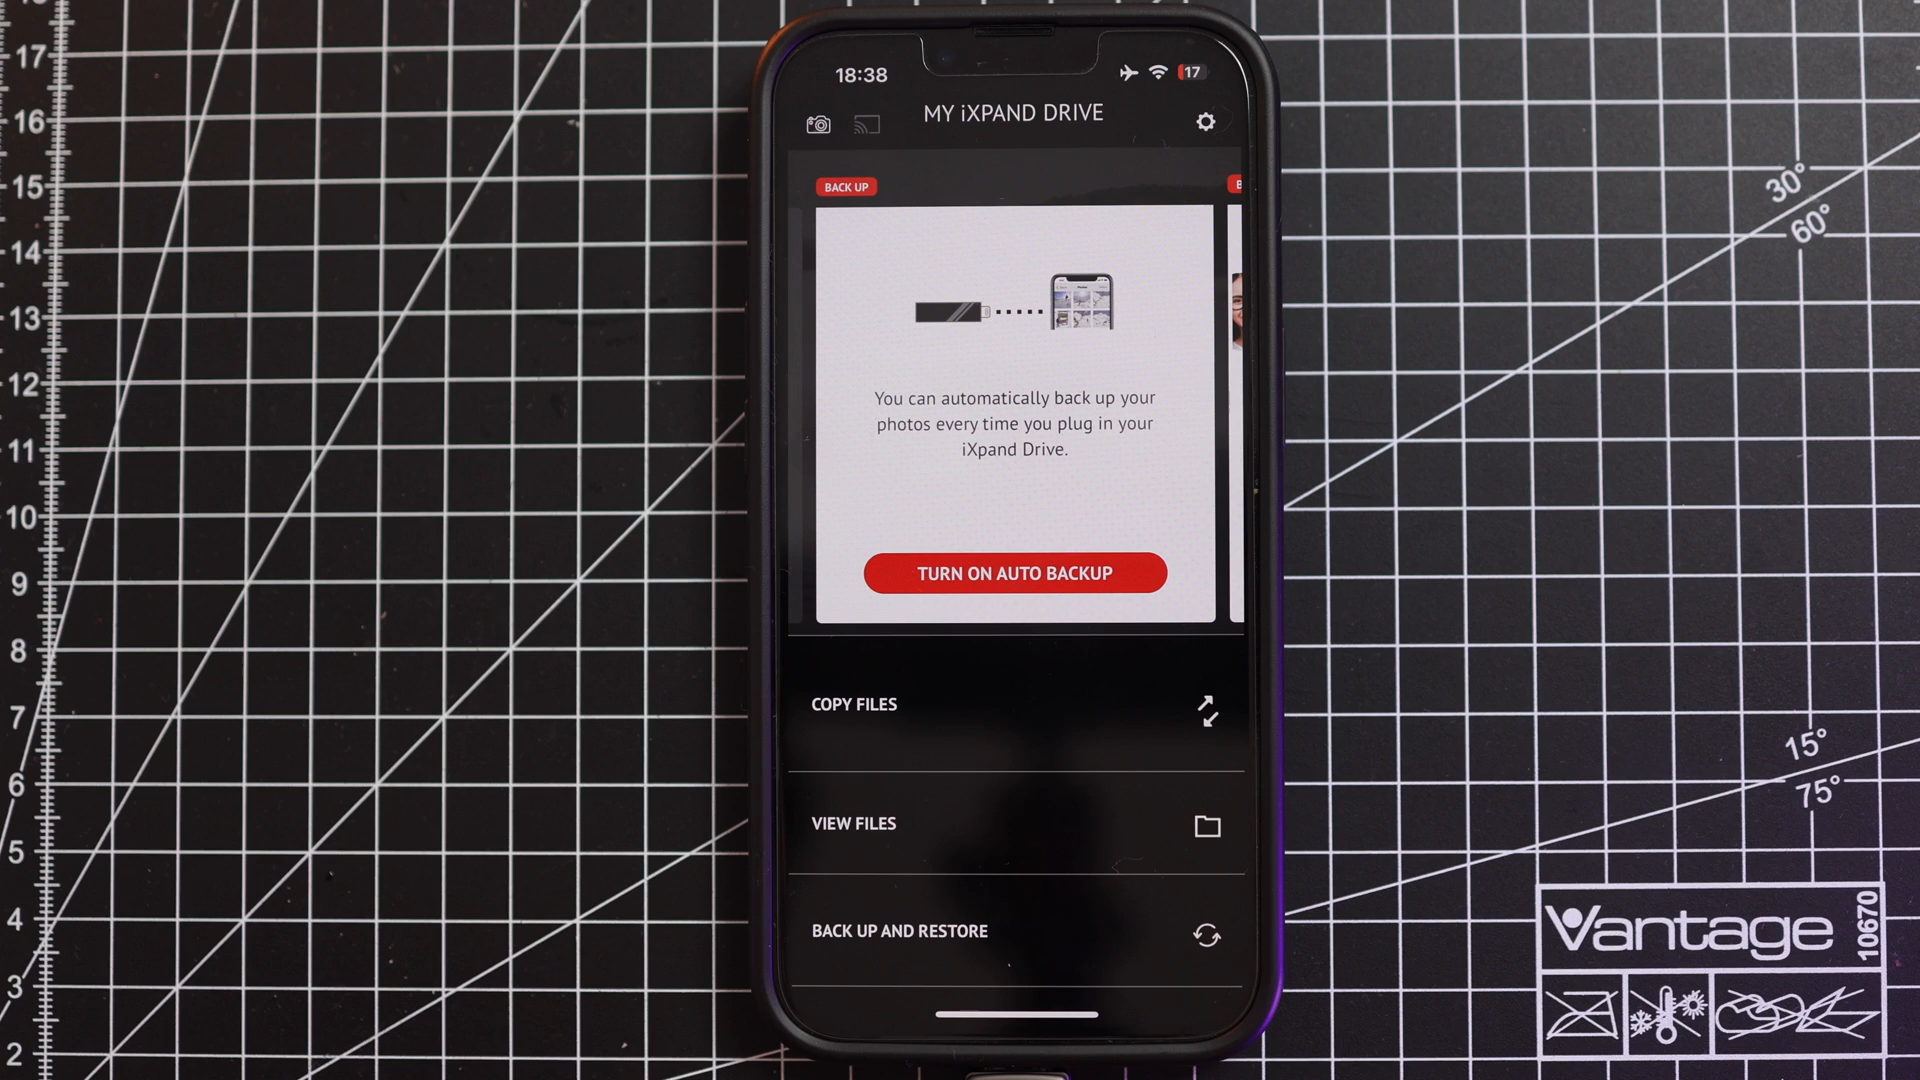 18:38
17
MY iXPAND DRIVE
BACK UP
B
You can automatically back up your
photos every time you plug in your
iXpand Drive.
TURN ON AUTO BACKUP
COPY FILES
VIEW FILES
BACK UP AND RESTORE
17
16
15
14
13
12
11
10
9
8
7
6
5
4
3
2
30°
60°
15°
75°
Vantage
10670